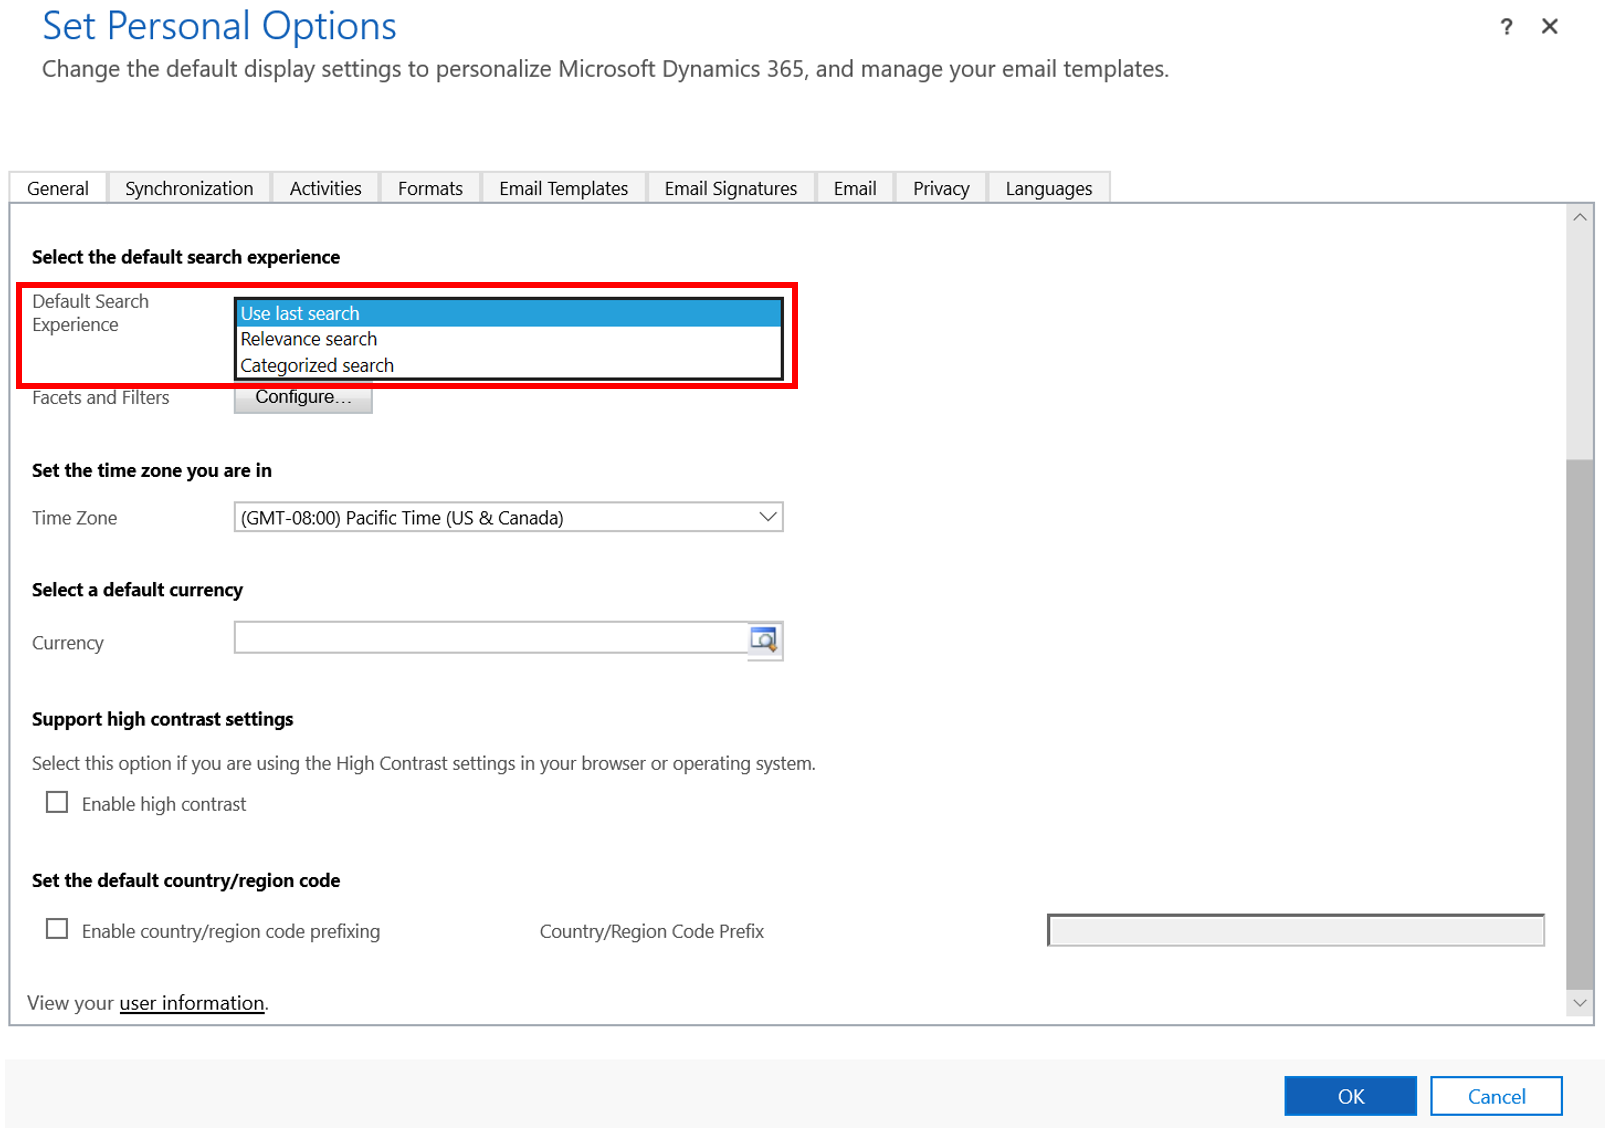 Set Personal Options
?
Change the default display settings to personalize Microsoft Dynamics 365, and manage your email templates.
General Synchronization Activities Formats Email Templates Email Signatures Email Privacy Languages
Select the default search experience
Default Search
Experience
Use last search
Relevance search
Categorized search
Facets and Filters Configure...
Set the time zone you are in
Time Zone (GMT-08:00) Pacific Time (US & Canada)
Select a default currency
Currency
Support high contrast settings
Select this option if you are using the High Contrast settings in your browser or operating system.
Enable high contrast
Set the default country/region code
Enable country/region code prefixing Country/Region Code Prefix
View your user information.
OK Cancel